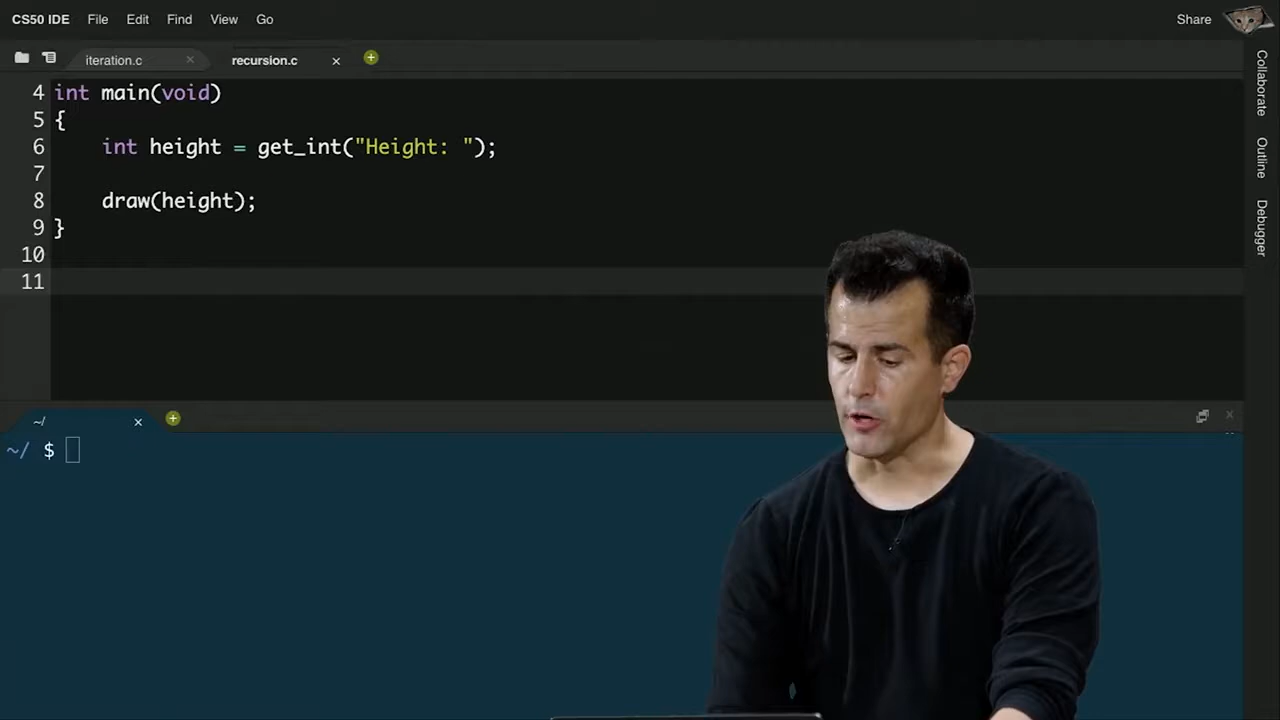 CS50 IDE File Edit Find View Go Share
iteration.c × recursion.c ×
4 int main(void)
5 {
6 int height = get_int("Height: ");
7
8 draw(height);
9 }
10
11
~/ ×
~/ $
Collaborate
Outline
Debugger